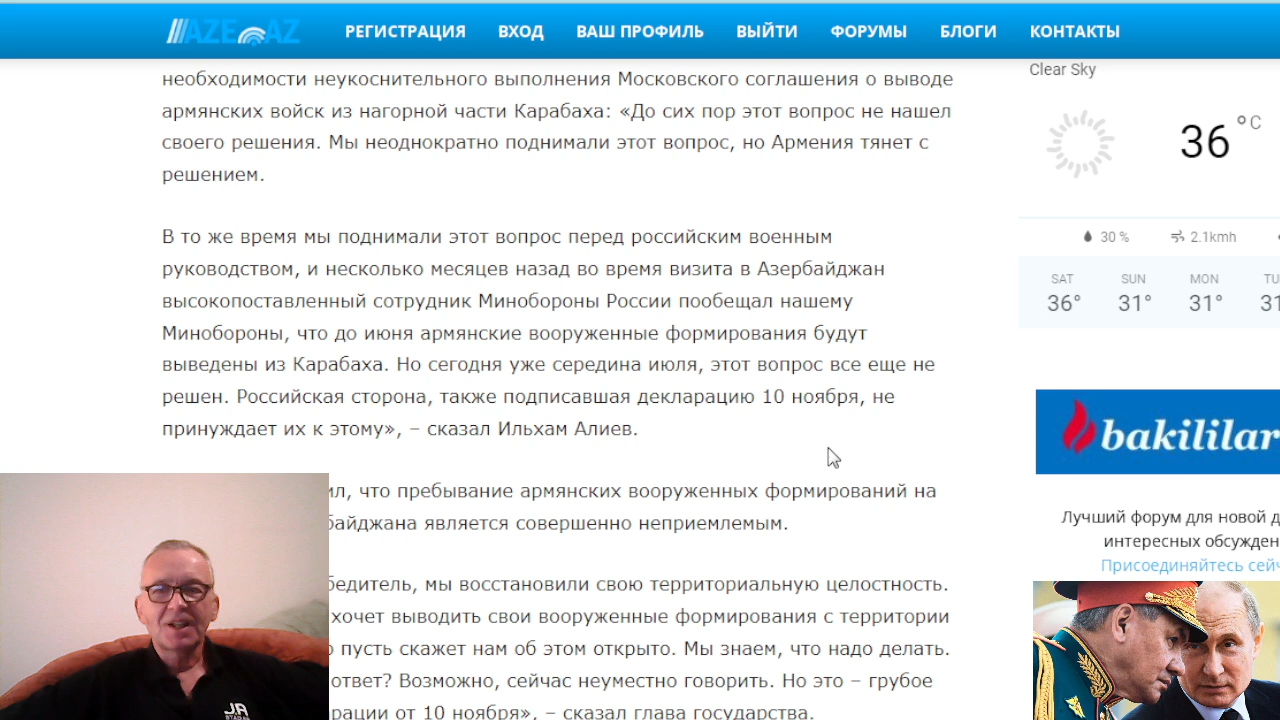 AZE AZ
РЕГИСТРАЦИЯ ВХОД ВАШ ПРОФИЛЬ ВЫЙТИ ФОРУМЫ БЛОГИ КОНТАКТЫ
необходимости неукоснительного выполнения Московского соглашения о выводе
армянских войск из нагорной части Карабаха: «До сих пор этот вопрос не нашел
своего решения. Мы неоднократно поднимали этот вопрос, но Армения тянет с
решением.
В то же время мы поднимали этот вопрос перед российским военным
руководством, и несколько месяцев назад во время визита в Азербайджан
высокопоставленный сотрудник Минобороны России пообещал нашему
Минобороны, что до июня армянские вооруженные формирования будут
выведены из Карабаха. Но сегодня уже середина июля, этот вопрос все еще не
решен. Российская сторона, также подписавшая декларацию 10 ноября, не
принуждает их к этому», – сказал Ильхам Алиев.
ил, что пребывание армянских вооруженных формирований на
байджана является совершенно неприемлемым.
бедитель, мы восстановили свою территориальную целостность.
хочет выводить свои вооруженные формирования с территории
о пусть скажет нам об этом открыто. Мы знаем, что надо делать.
ответ? Возможно, сейчас неуместно говорить. Но это – грубое
рации от 10 ноября», – сказал глава государства.
Clear Sky
36 °C
30 % 2.1kmh
SAT SUN MON TU
36° 31° 31° 31
bakililar
Лучший форум для новой д
интересных обсужден
Присоединяйтесь сейч
JA